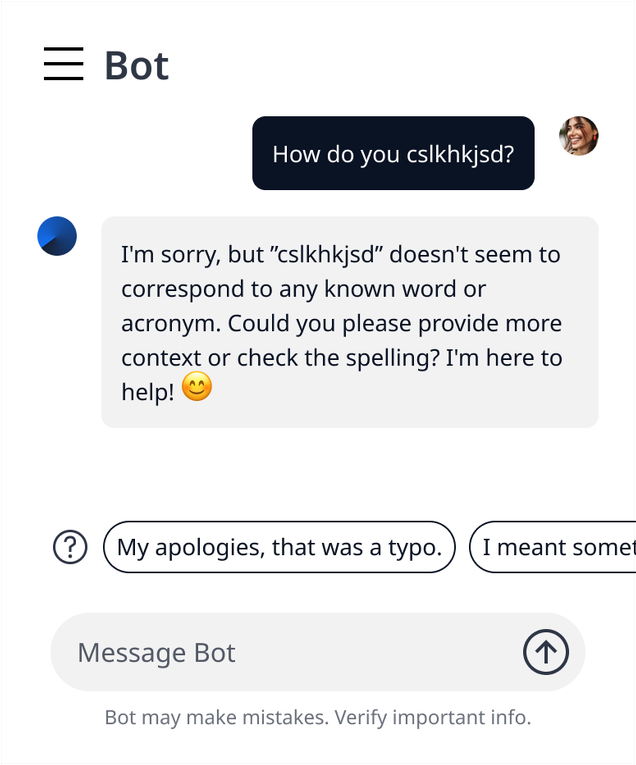 Bot
How do you cslkhkjsd?
I'm sorry, but ”cslkhkjsd” doesn't seem to
correspond to any known word or
acronym. Could you please provide more
context or check the spelling? I'm here to
help! 😊
My apologies, that was a typo.
I meant somet
Message Bot
Bot may make mistakes. Verify important info.